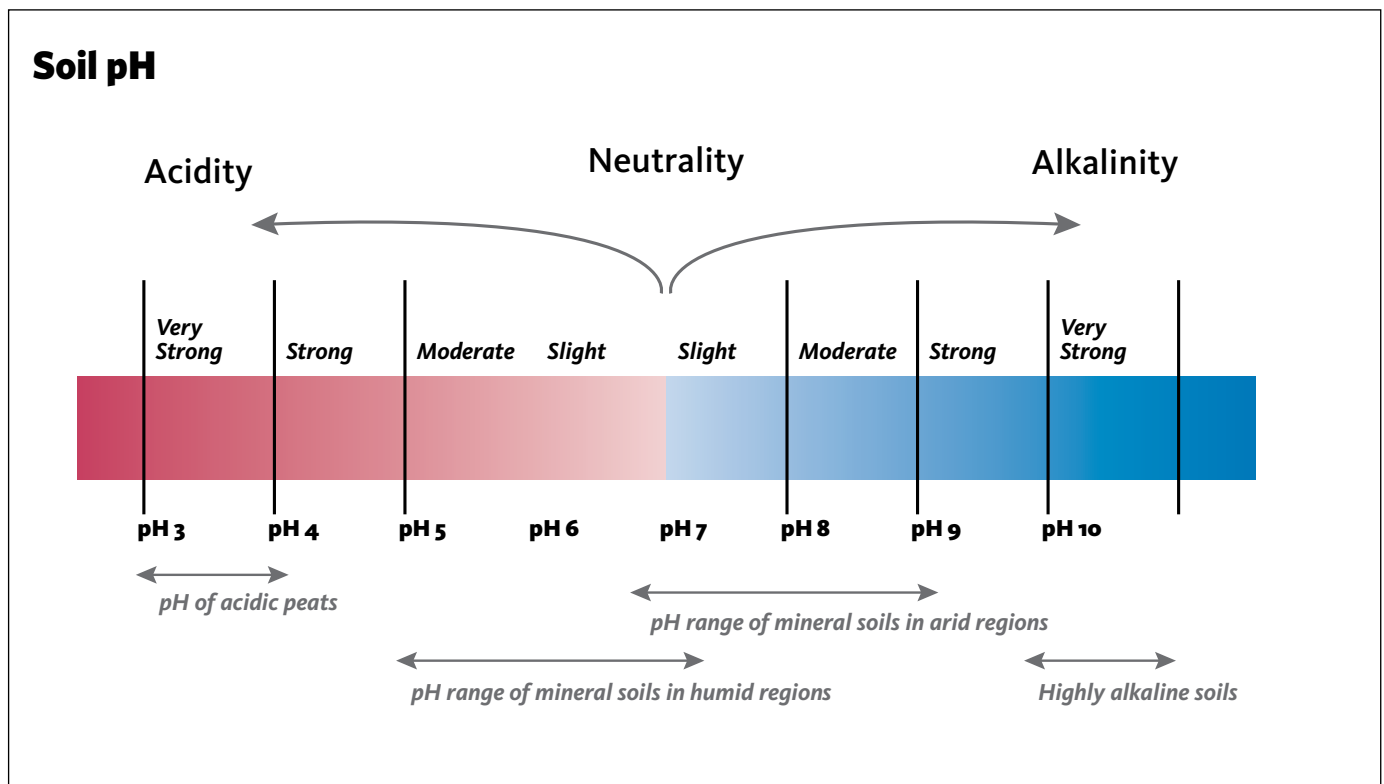 Soil pH
Acidity
Neutrality
Alkalinity
Very
Strong
Strong
Moderate
Slight
Slight
Moderate
Strong
Very
Strong
pH 3
pH 4
pH 5
pH 6
pH 7
pH 8
pH 9
pH 10
pH of acidic peats
pH range of mineral soils in arid regions
pH range of mineral soils in humid regions
Highly alkaline soils